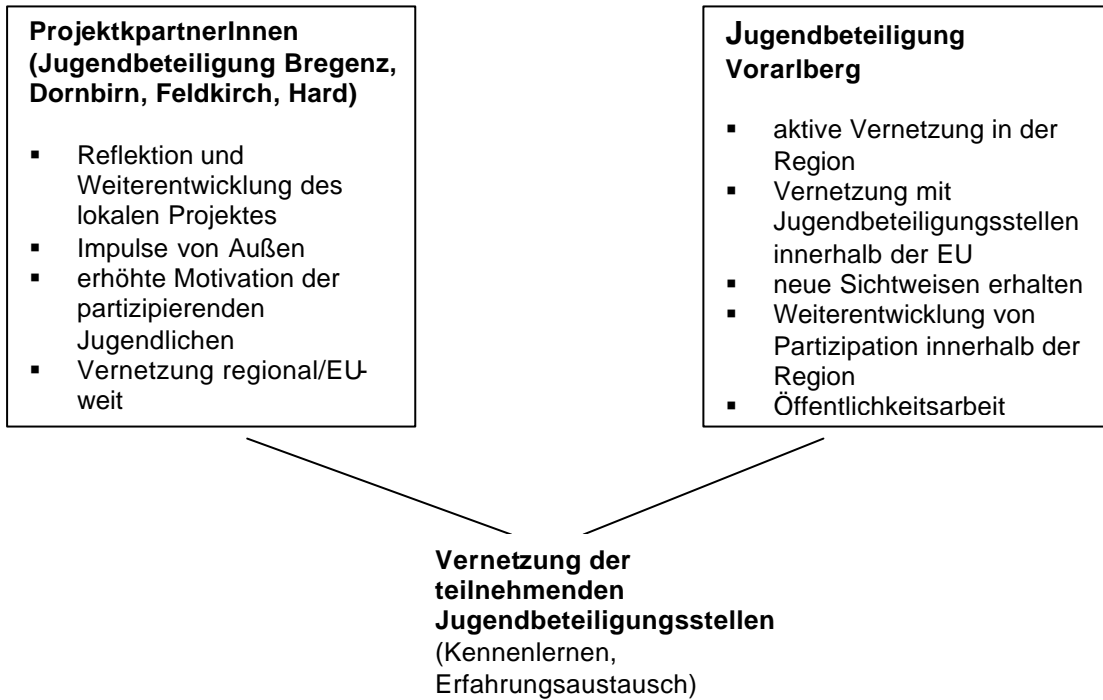 ProjektkpartnerInnen
(Jugendbeteiligung Bregenz,
Dornbirn, Feldkirch, Hard)
▪ Reflektion und
Weiterentwicklung des
lokalen Projektes
▪ Impulse von Außen
▪ erhöhte Motivation der
partizipierenden
Jugendlichen
▪ Vernetzung regional/EU-
weit
Jugendbeteiligung
Vorarlberg
▪ aktive Vernetzung in der
Region
▪ Vernetzung mit
Jugendbeteiligungsstellen
innerhalb der EU
▪ neue Sichtweisen erhalten
▪ Weiterentwicklung von
Partizipation innerhalb der
Region
▪ Öffentlichkeitsarbeit
Vernetzung der
teilnehmenden
Jugendbeteiligungsstellen
(Kennenlernen,
Erfahrungsaustausch)